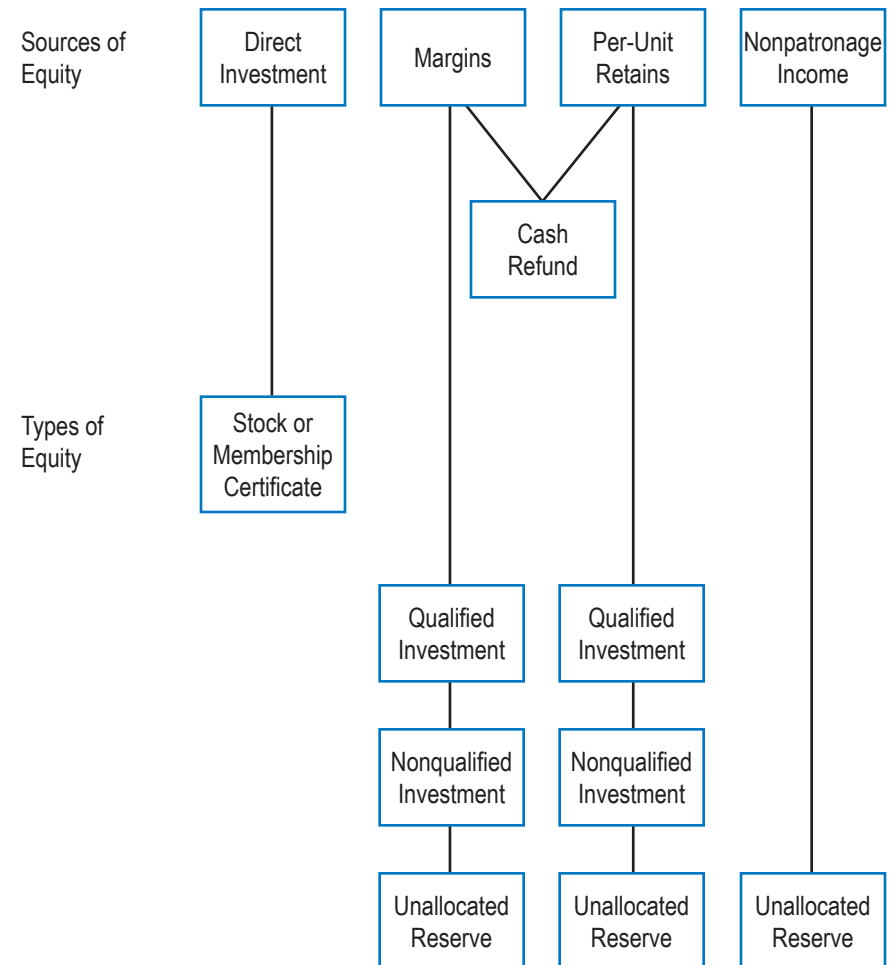 Sources of
Equity
Direct
Investment
Margins
Per-Unit
Retains
Nonpatronage
Income
Cash
Refund
Types of
Equity
Stock or
Membership
Certificate
Qualified
Investment
Qualified
Investment
Nonqualified
Investment
Nonqualified
Investment
Unallocated
Reserve
Unallocated
Reserve
Unallocated
Reserve